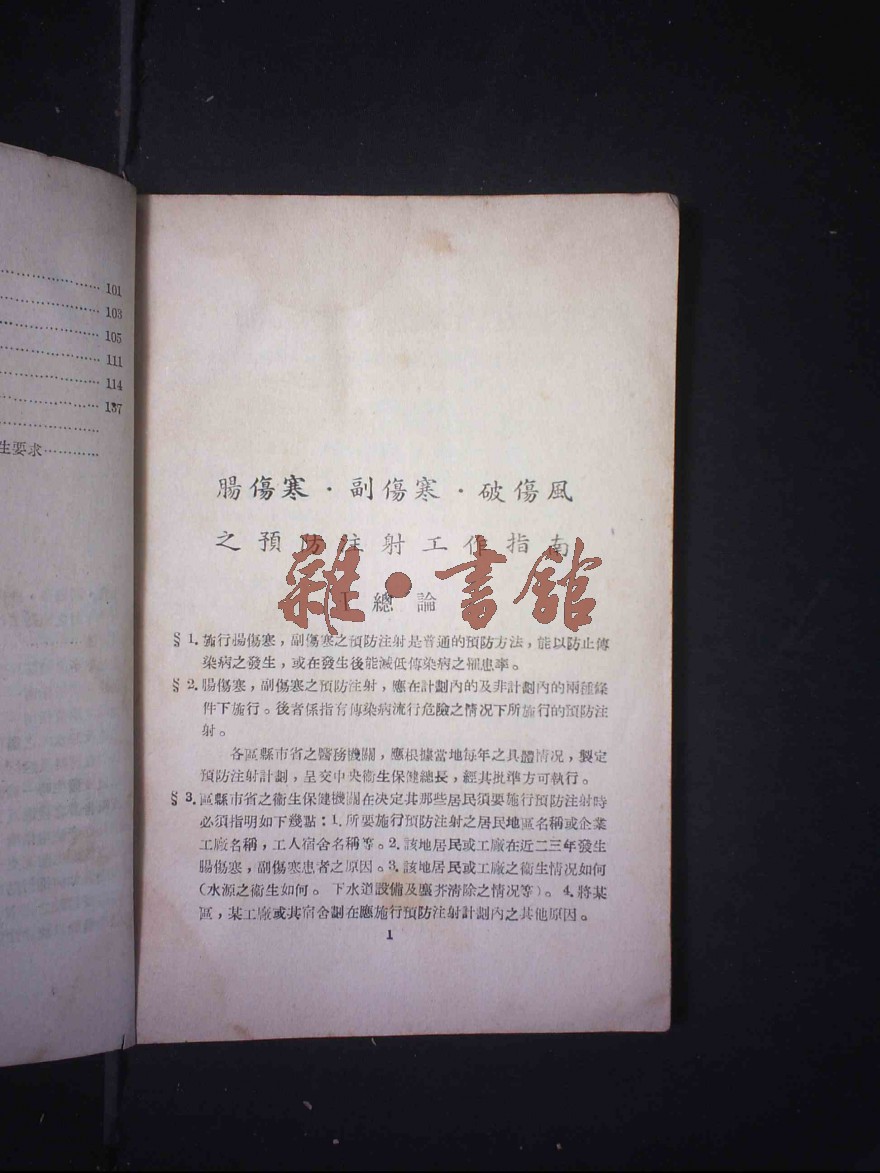 101
103
105
111
114
137
生要求
腸傷寒·副傷寒·破傷風
之預防注射工作指南
I 總論
§ 1. 施行腸傷寒，副傷寒之預防注射是普通的預防方法，能以防止傳
染病之發生，或在發生後能減低傳染病之罹患率。
§ 2. 腸傷寒，副傷寒之預防注射，應在計劃內的及非計劃內的兩種條
件下施行。後者係指有傳染病流行危險之情况下所施行的預防注
射。
各區縣市省之醫務機關，應根據當地每年之具體情况，製定
預防注射計劃，呈交中央衞生保健總長，經其批準方可執行。
§ 3. 區縣市省之衞生保健機關在决定其那些居民須要施行預防注射時
必須指明如下幾點：1. 所要施行預防注射之居民地區名稱或企業
工廠名稱，工人宿舍名稱等。2. 該地居民或工廠在近二三年發生
腸傷寒，副傷寒患者之原因。3. 該地居民或工廠之衞生情况如何
（水源之衞生如何。下水道設備及塵芥清除之情况等）。4. 將某
區，某工廠或其宿舍劃在應施行預防注射計劃內之其他原因。
1
雜·書館